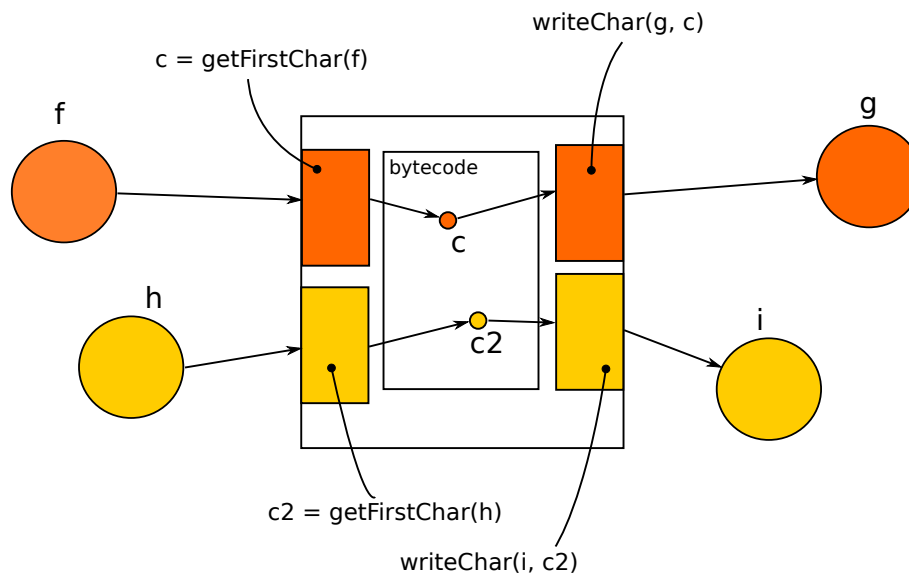 writeChar(g, c)
c = getFirstChar(f)
f
g
bytecode
c
h
i
c2
c2 = getFirstChar(h)
writeChar(i, c2)